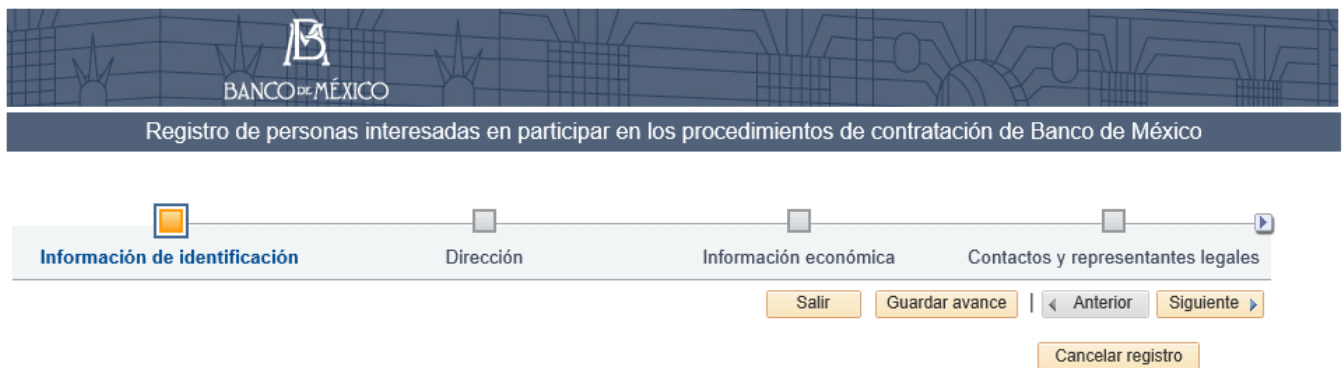 BANCO DE MÉXICO
Registro de personas interesadas en participar en los procedimientos de contratación de Banco de México
Información de identificación Dirección Información económica Contactos y representantes legales
Salir Guardar avance | Anterior Siguiente
Cancelar registro